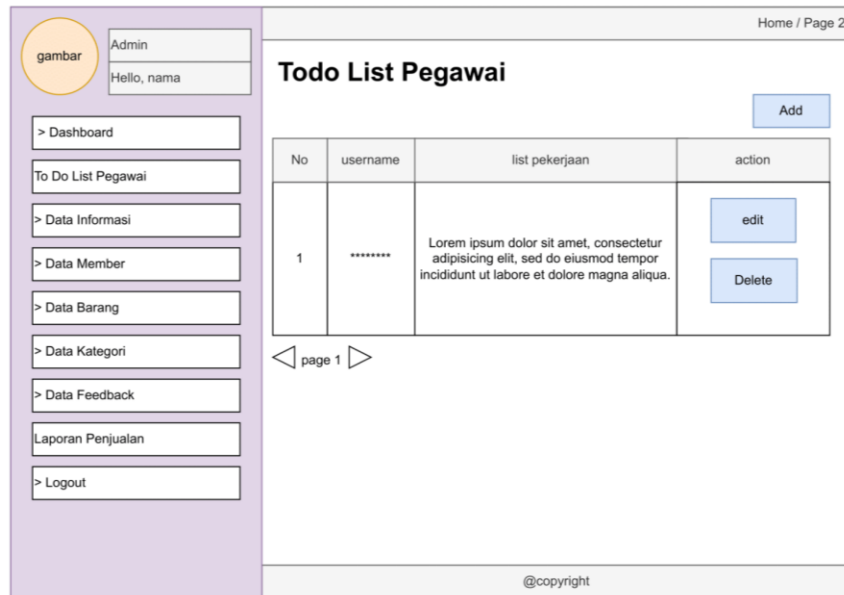 gambar
Admin
Hello, nama
> Dashboard
To Do List Pegawai
> Data Informasi
> Data Member
> Data Barang
> Data Kategori
> Data Feedback
Laporan Penjualan
> Logout
Home / Page 2
Todo List Pegawai
Add
No username list pekerjaan action
1 ******** Lorem ipsum dolor sit amet, consectetur
adipisicing elit, sed do eiusmod tempor
incididunt ut labore et dolore magna aliqua.
edit
Delete
page 1
@copyright